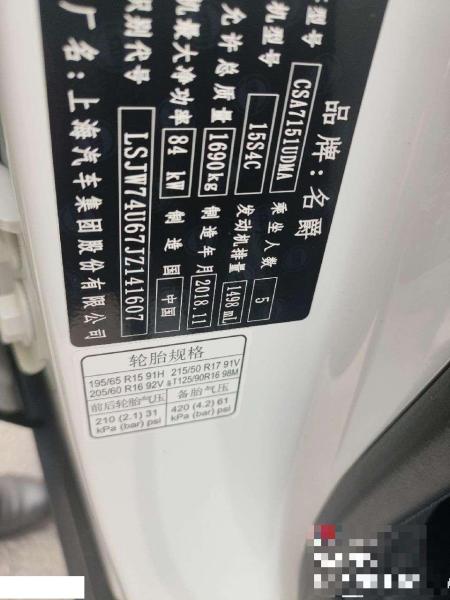 品牌:名爵
型号 CSA7151UDMA 乘坐人数 5
机型号 15S4C 发动机排量 1498 ml
允许总质量 1690kg 制造年月 2018.11
机最大净功率 84 kW 制造国 中国
识别代号 LSJW74U67JZ141607
厂名:上海汽车集团股份有限公司
轮胎规格
195/65 R15 91H 215/50 R17 91V
205/60 R16 92V &T125/90R16 98M
前后轮胎气压 备胎气压
210 (2.1) 31 420 (4.2) 61
kPa (bar) psi kPa (bar) psi